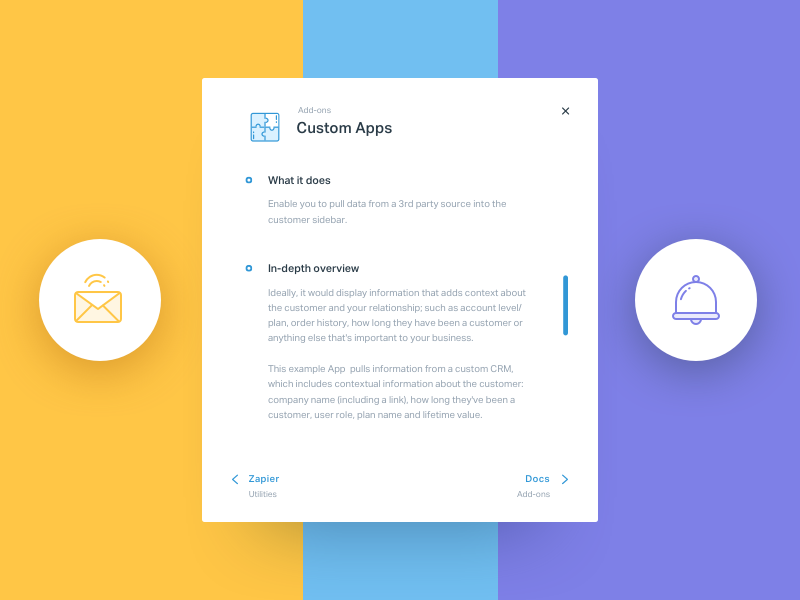 Add-ons
Custom Apps
What it does
Enable you to pull data from a 3rd party source into the
customer sidebar.
In-depth overview
Ideally, it would display information that adds context about
the customer and your relationship; such as account level/
plan, order history, how long they have been a customer or
anything else that's important to your business.
This example App  pulls information from a custom CRM,
which includes contextual information about the customer:
company name (including a link), how long they've been a
customer, user role, plan name and lifetime value.
Zapier
Utilities
Docs
Add-ons